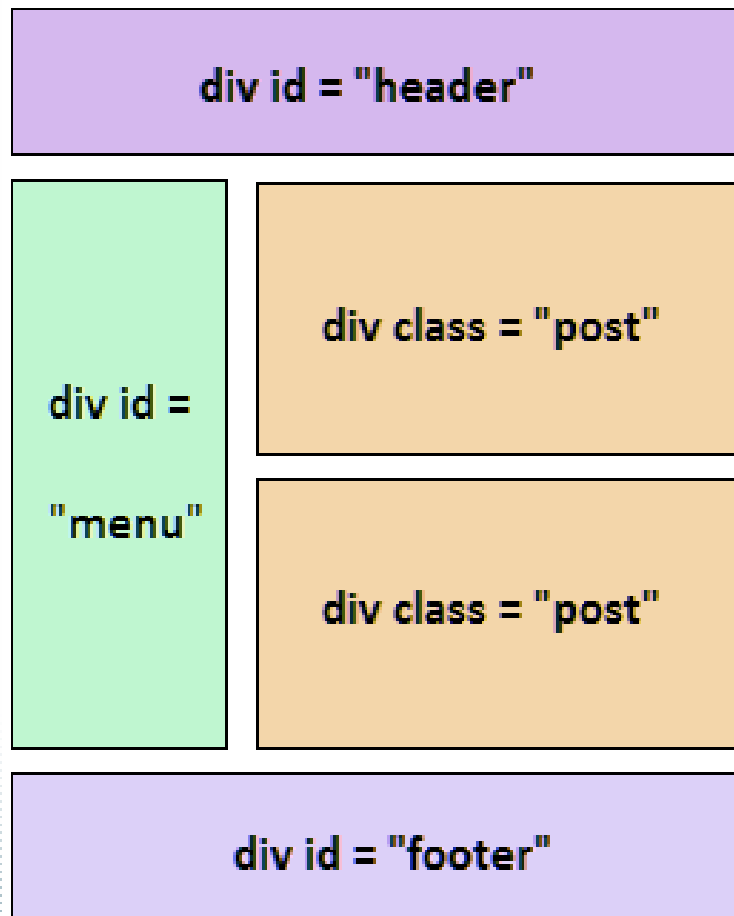 div id = "header"
div id =
"menu"
div class = "post"
div class = "post"
div id = "footer"